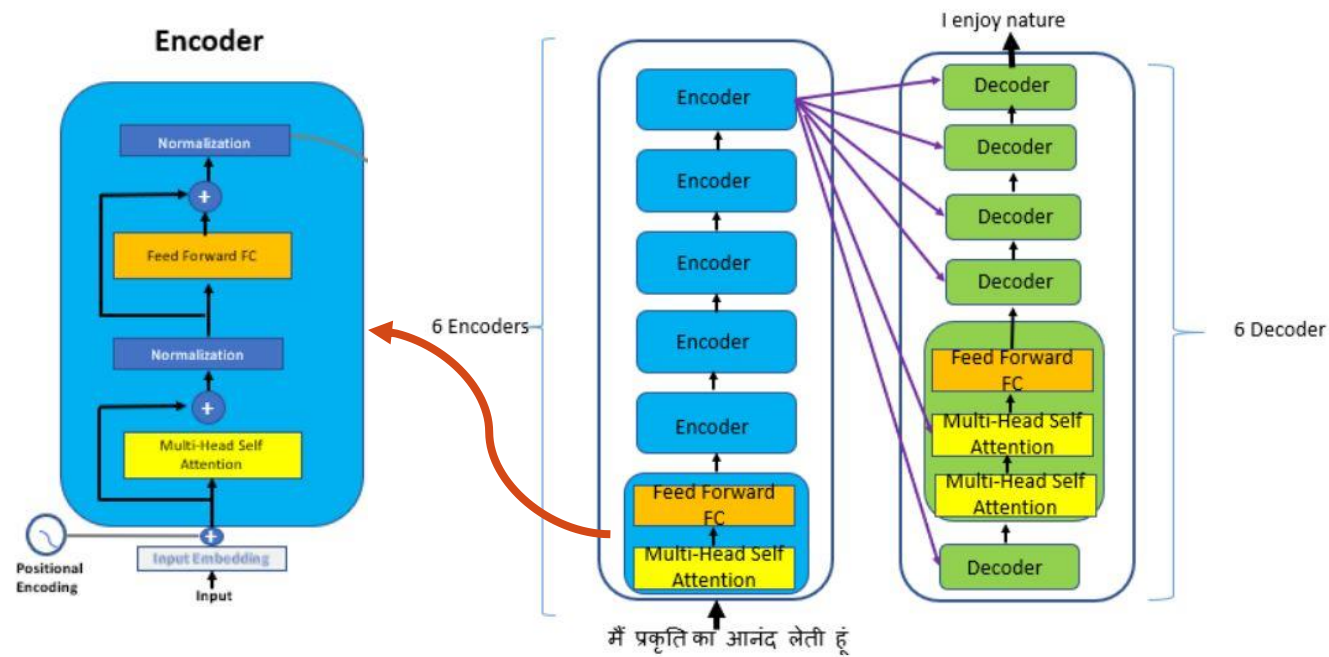 Encoder
Normalization
+
Feed Forward FC
Normalization
+
Multi-Head Self
Attention
+
Input Embedding
Positional
Encoding
Input
6 Encoders
Encoder
Encoder
Encoder
Encoder
Encoder
Feed Forward
FC
Multi-Head Self
Attention
मैं प्रकृति का आनंद लेती हूं
I enjoy nature
Decoder
Decoder
Decoder
Decoder
Feed Forward
FC
Multi-Head Self
Attention
Multi-Head Self
Attention
Decoder
6 Decoder